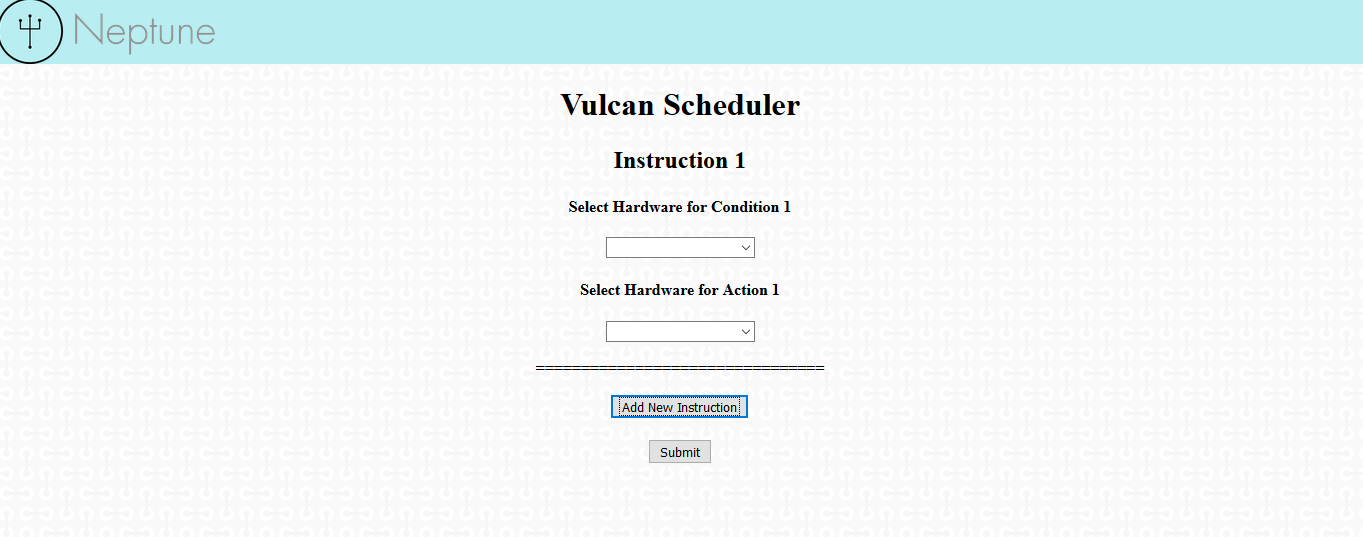 Neptune
Vulcan Scheduler
Instruction 1
Select Hardware for Condition 1
Select Hardware for Action 1
================================
Add New Instruction
Submit